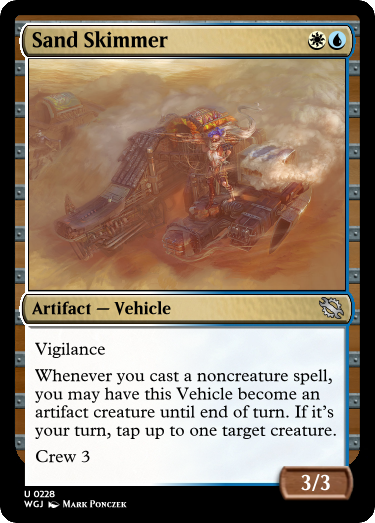 Sand Skimmer
Artifact — Vehicle
Vigilance
Whenever you cast a noncreature spell,
you may have this Vehicle become an
artifact creature until end of turn. If it's
your turn, tap up to one target creature.
Crew 3
3/3
U 0228
WGJ Mark Ponczek